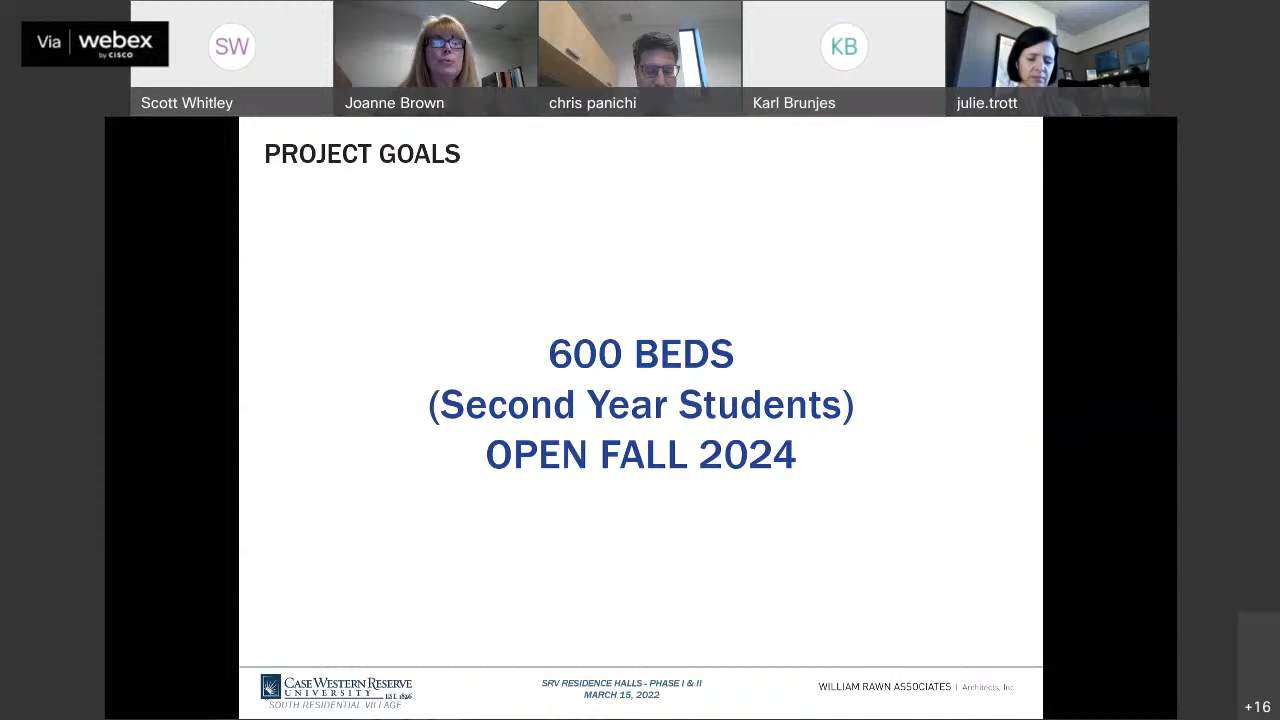 Via webex
by CISCO
SW
KB
Scott Whitley
Joanne Brown
chris panichi
Karl Brunjes
julie.trott
PROJECT GOALS
600 BEDS
(Second Year Students)
OPEN FALL 2024
CASE WESTERN RESERVE
UNIVERSITY EST. 1826
SOUTH RESIDENTIAL VILLAGE
SRV RESIDENCE HALLS - PHASE I & II
MARCH 15, 2022
WILLIAM RAWN ASSOCIATES | Architects, Inc.
+16